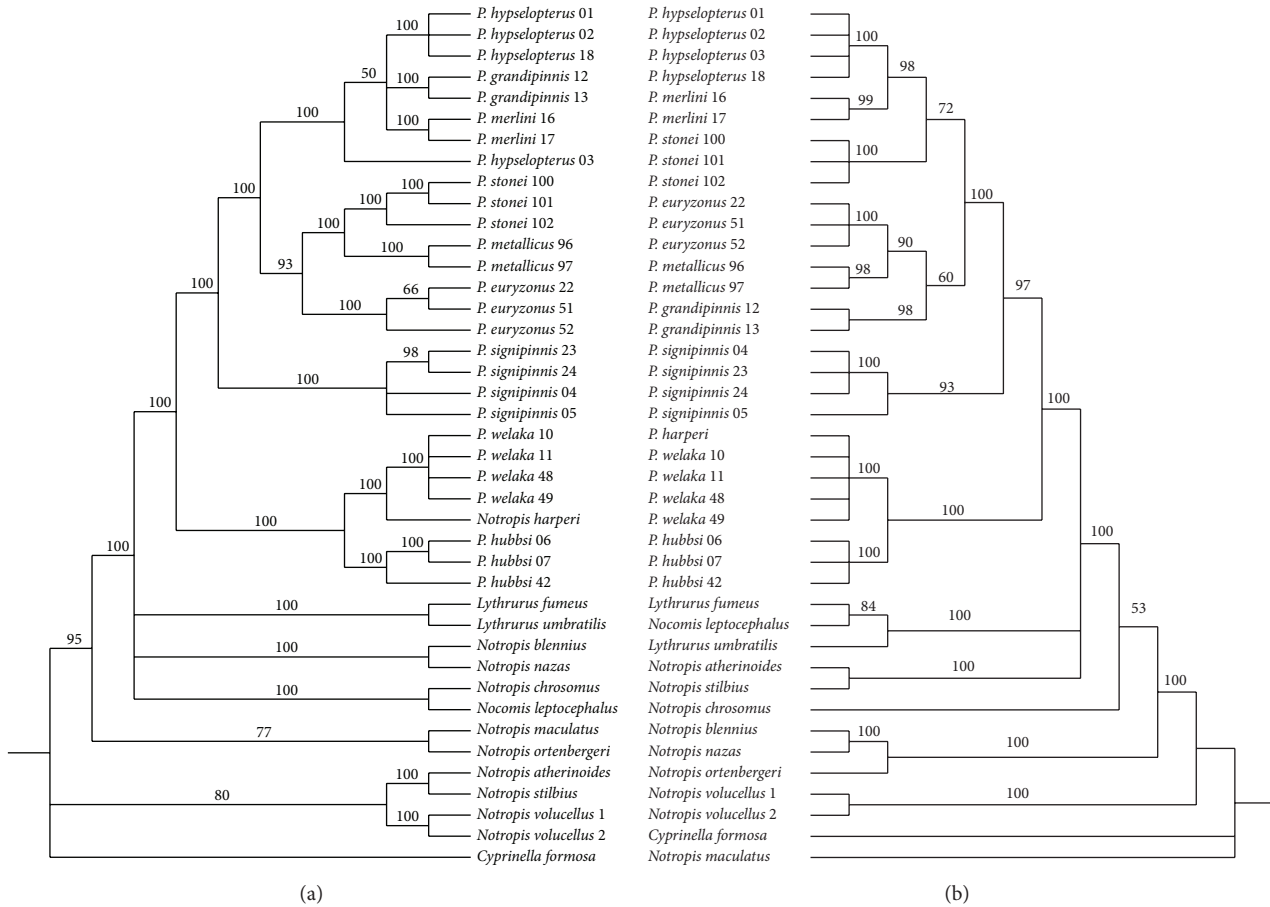 P. hypselopterus 01
P. hypselopterus 02
P. hypselopterus 18
P. grandipinnis 12
P. grandipinnis 13
P. merlini 16
P. merlini 17
P. hypselopterus 03
P. stonei 100
P. stonei 101
P. stonei 102
P. metallicus 96
P. metallicus 97
P. euryzonus 22
P. euryzonus 51
P. euryzonus 52
P. signipinnis 23
P. signipinnis 24
P. signipinnis 04
P. signipinnis 05
P. welaka 10
P. welaka 11
P. welaka 48
P. welaka 49
Notropis harperi
P. hubbsi 06
P. hubbsi 07
P. hubbsi 42
Lythrurus fumeus
Lythrurus umbratilis
Notropis blennius
Notropis nazas
Notropis chrosomus
Nocomis leptocephalus
Notropis maculatus
Notropis ortenbergeri
Notropis atherinoides
Notropis stilbius
Notropis volucellus 1
Notropis volucellus 2
Cyprinella formosa
100
50
100
100
100
100
100
100
100
100
93
66
100
100
98
100
100
100
100
100
100
100
100
100
100
95
100
77
100
80
100
(a)
P. hypselopterus 01
P. hypselopterus 02
P. hypselopterus 03
P. hypselopterus 18
P. merlini 16
P. merlini 17
P. stonei 100
P. stonei 101
P. stonei 102
P. euryzonus 22
P. euryzonus 51
P. euryzonus 52
P. metallicus 96
P. metallicus 97
P. grandipinnis 12
P. grandipinnis 13
P. signipinnis 04
P. signipinnis 23
P. signipinnis 24
P. signipinnis 05
P. harperi
P. welaka 10
P. welaka 11
P. welaka 48
P. welaka 49
P. hubbsi 06
P. hubbsi 07
P. hubbsi 42
Lythrurus fumeus
Nocomis leptocephalus
Lythrurus umbratilis
Notropis atherinoides
Notropis stilbius
Notropis chrosomus
Notropis blennius
Notropis nazas
Notropis ortenbergeri
Notropis volucellus 1
Notropis volucellus 2
Cyprinella formosa
Notropis maculatus
100
98
99
72
100
100
100
90
98
60
97
98
100
93
100
100
100
100
100
84
53
100
100
100
100
100
100
(b)